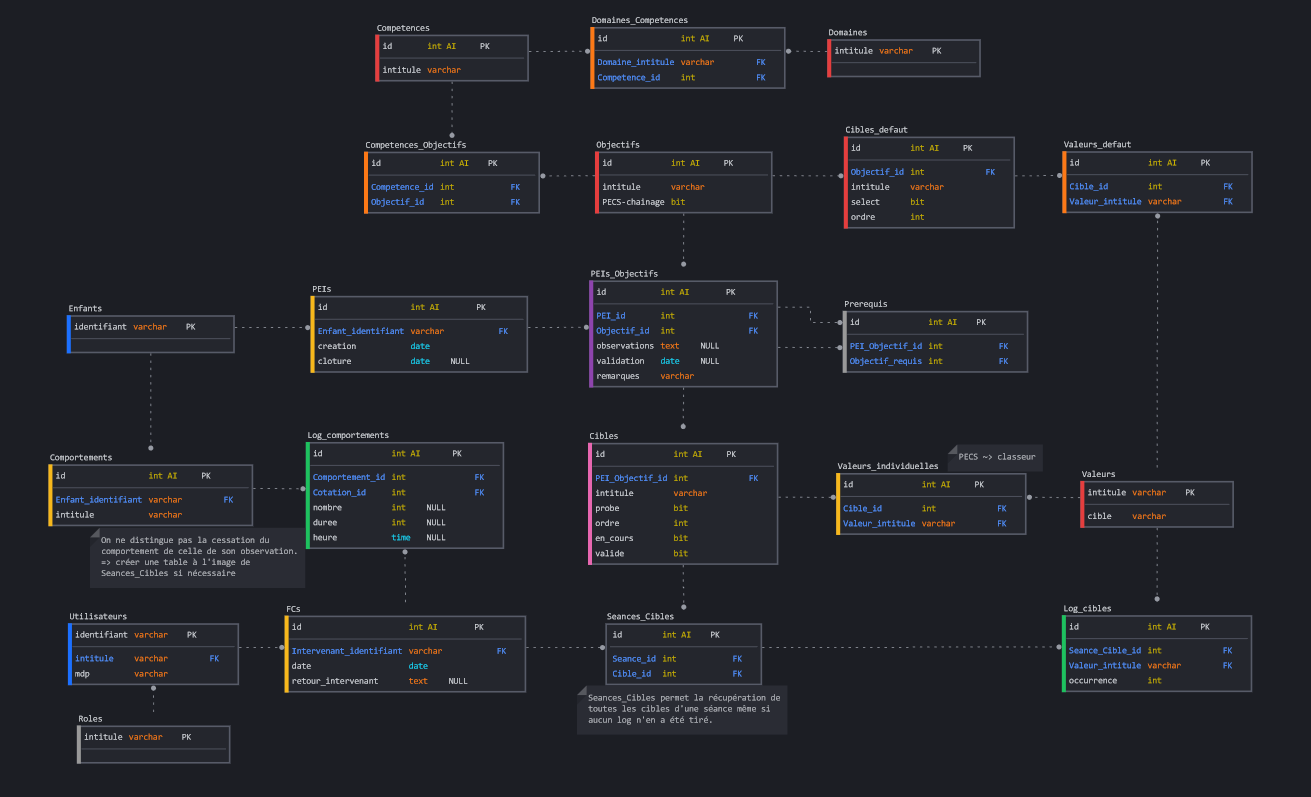 Competences
id int AI PK
intitule varchar
Domaines_Competences
id int AI PK
Domaine_intitule varchar FK
Competence_id int FK
Domaines
intitule varchar PK
Competences_Objectifs
id int AI PK
Competence_id int FK
Objectif_id int FK
Objectifs
id int AI PK
intitule varchar
PECS-chainage bit
Cibles_defaut
id int AI PK
Objectif_id int FK
intitule varchar
select bit
ordre int
Valeurs_defaut
id int AI PK
Cible_id int FK
Valeur_intitule varchar FK
Enfants
identifiant varchar PK
PEIs
id int AI PK
Enfant_identifiant varchar FK
creation date
cloture date NULL
PEIs_Objectifs
id int AI PK
PEI_id int FK
Objectif_id int FK
observations text NULL
validation date NULL
remarques varchar
Prerequis
id int AI PK
PEI_Objectif_id int FK
Objectif_requis int FK
Comportements
id int AI PK
Enfant_identifiant varchar FK
intitule varchar
On ne distingue pas la cessation du
comportement de celle de son observation.
=> créer une table à l'image de
Seances_Cibles si nécessaire
Log_comportements
id int AI PK
Comportement_id int FK
Cotation_id int FK
nombre int NULL
duree int NULL
heure time NULL
Cibles
id int AI PK
PEI_Objectif_id int FK
intitule varchar
probe bit
ordre int
en_cours bit
valide bit
Valeurs_individuelles
id int AI PK
Cible_id int FK
Valeur_intitule varchar FK
PECS ~> classeur
Valeurs
intitule varchar PK
cible varchar
Utilisateurs
identifiant varchar PK
intitule varchar FK
mdp varchar
FCs
id int AI PK
Intervenant_identifiant varchar FK
date date
retour_intervenant text NULL
Seances_Cibles
id int AI PK
Seance_id int FK
Cible_id int FK
Seances_Cibles permet la récupération de
toutes les cibles d'une séance même si
aucun log n'en a été tiré.
Log_cibles
id int AI PK
Seance_Cible_id int FK
Valeur_intitule varchar FK
occurrence int
Roles
intitule varchar PK